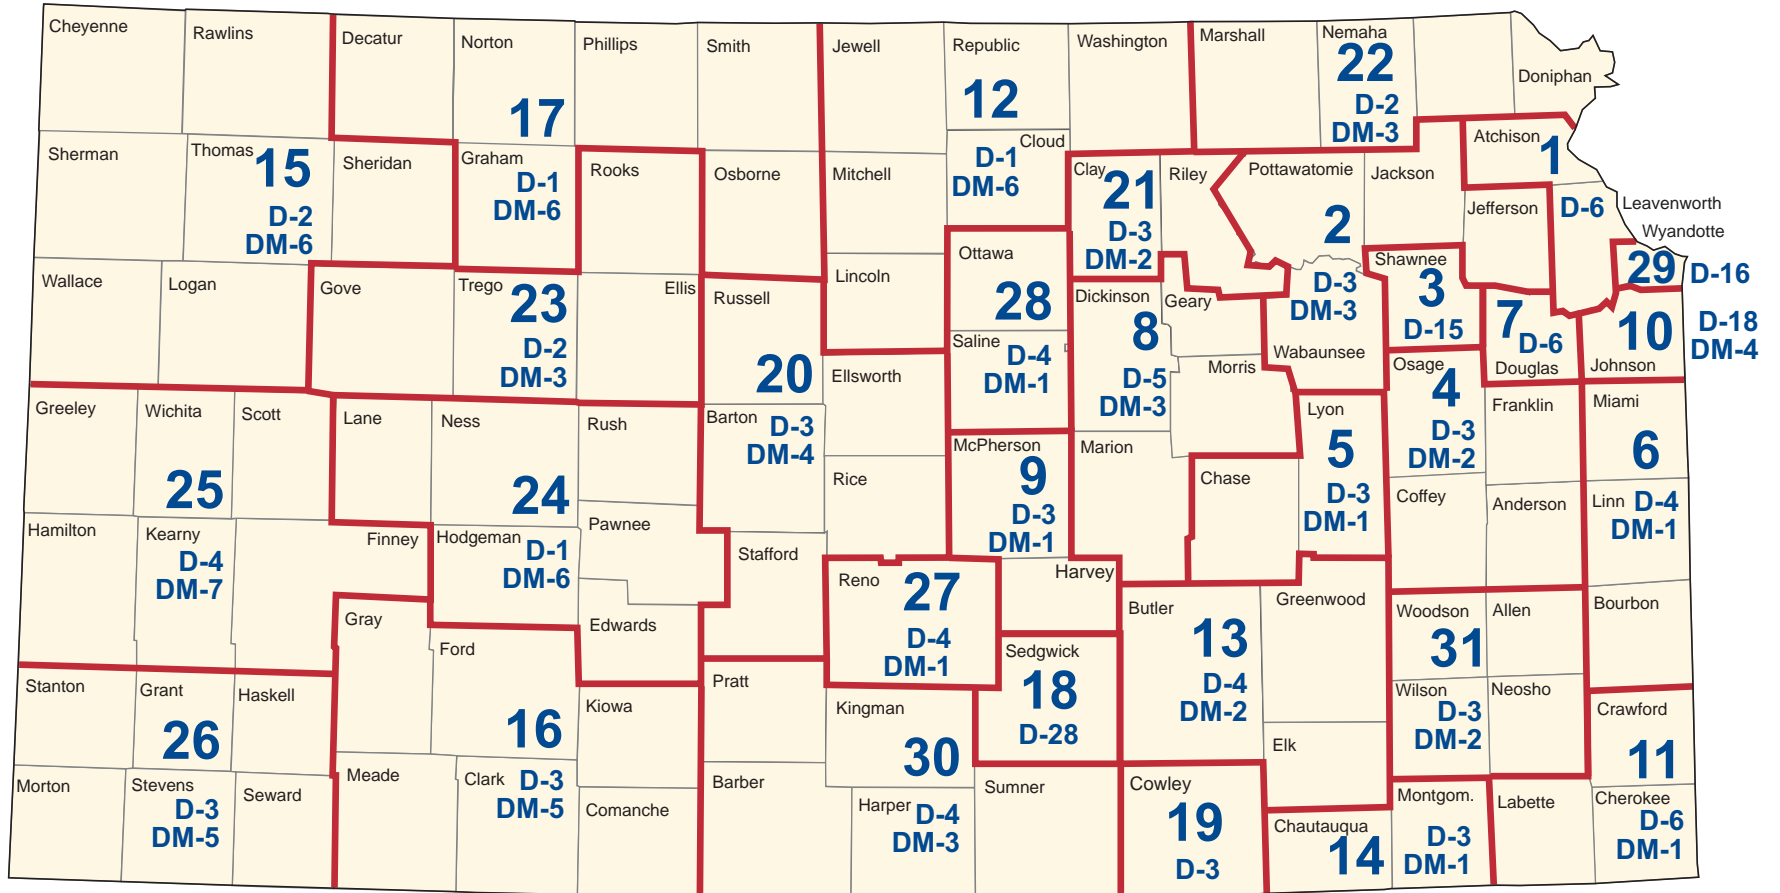 Cheyenne
Rawlins
Decatur
Norton
Phillips
Smith
Jewell
Republic
Washington
Marshall
Nemaha
22
D-2
DM-3
Doniphan
17
12
Atchison
1
Sherman
Thomas
15
D-2
DM-6
Sheridan
Graham
D-1
DM-6
Rooks
Osborne
Mitchell
Cloud
D-1
DM-6
Clay
21
D-3
DM-2
Riley
Pottawatomie
2
D-3
DM-3
Jackson
Jefferson
D-6
Leavenworth
Wyandotte
29
D-16
Wallace
Logan
Gove
Trego
23
D-2
DM-3
Ellis
Russell
20
Lincoln
Ottawa
28
Saline
D-4
DM-1
Dickinson
8
D-5
DM-3
Geary
Morris
Wabaunsee
Shawnee
3
D-15
7
D-6
Douglas
10
Johnson
D-18
DM-4
Greeley
Wichita
25
Scott
Lane
Ness
24
Rush
Barton
D-3
DM-4
Ellsworth
Rice
McPherson
9
D-3
DM-1
Marion
Chase
Lyon
5
D-3
DM-1
Osage
4
D-3
DM-2
Franklin
Miami
6
Coffey
Anderson
Linn
D-4
DM-1
Hamilton
Kearny
D-4
DM-7
Finney
Hodgeman
D-1
DM-6
Pawnee
Edwards
Stafford
Reno
27
D-4
DM-1
Harvey
Butler
13
D-4
DM-2
Greenwood
Woodson
31
Allen
Bourbon
Gray
Ford
16
Stanton
Grant
26
Haskell
Kiowa
Pratt
Kingman
30
Sedgwick
18
D-28
Elk
Wilson
D-3
DM-2
Neosho
Crawford
11
Morton
Stevens
D-3
DM-5
Seward
Meade
Clark
D-3
DM-5
Comanche
Barber
Harper
D-4
DM-3
Sumner
Cowley
19
D-3
Chautauqua
14
Montgom.
D-3
DM-1
Labette
Cherokee
D-6
DM-1